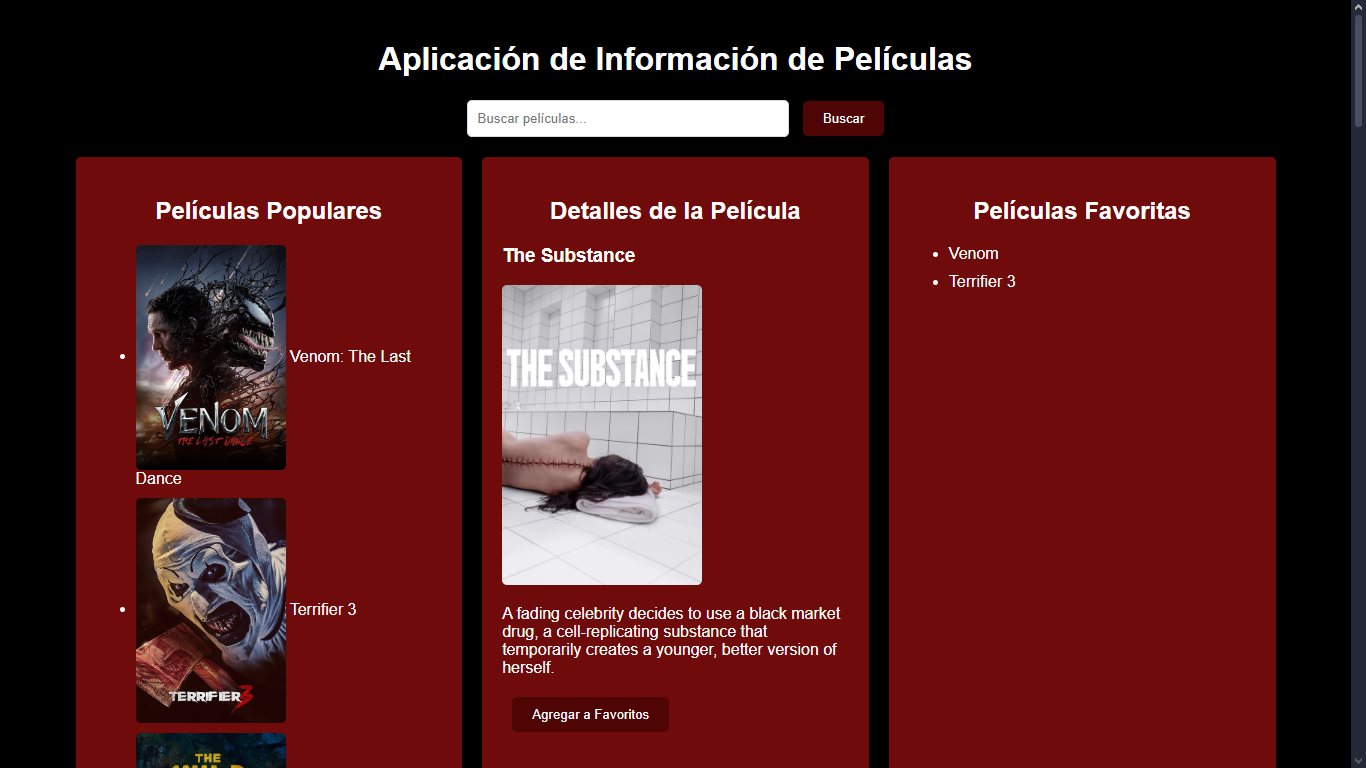 Aplicación de Información de Películas
Buscar películas...
Buscar
Películas Populares
VENOM
THE LAST DANCE
Venom: The Last
Dance
TERRIFIER 3
Terrifier 3
THE
Detalles de la Película
The Substance
THE SUBSTANCE
A fading celebrity decides to use a black market
drug, a cell-replicating substance that
temporarily creates a younger, better version of
herself.
Agregar a Favoritos
Películas Favoritas
Venom
Terrifier 3